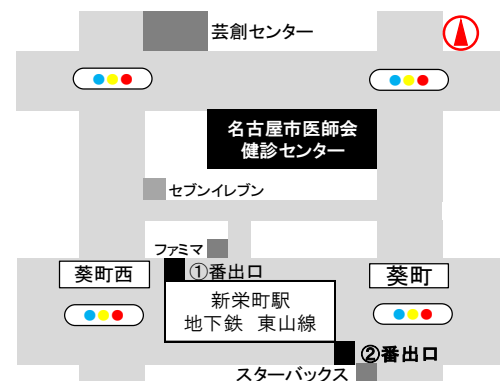 芸創センター
名古屋市医師会
健診センター
セブンイレブン
ファミマ
①番出口
葵町西
葵町
新栄町駅
地下鉄 東山線
②番出口
スターバックス